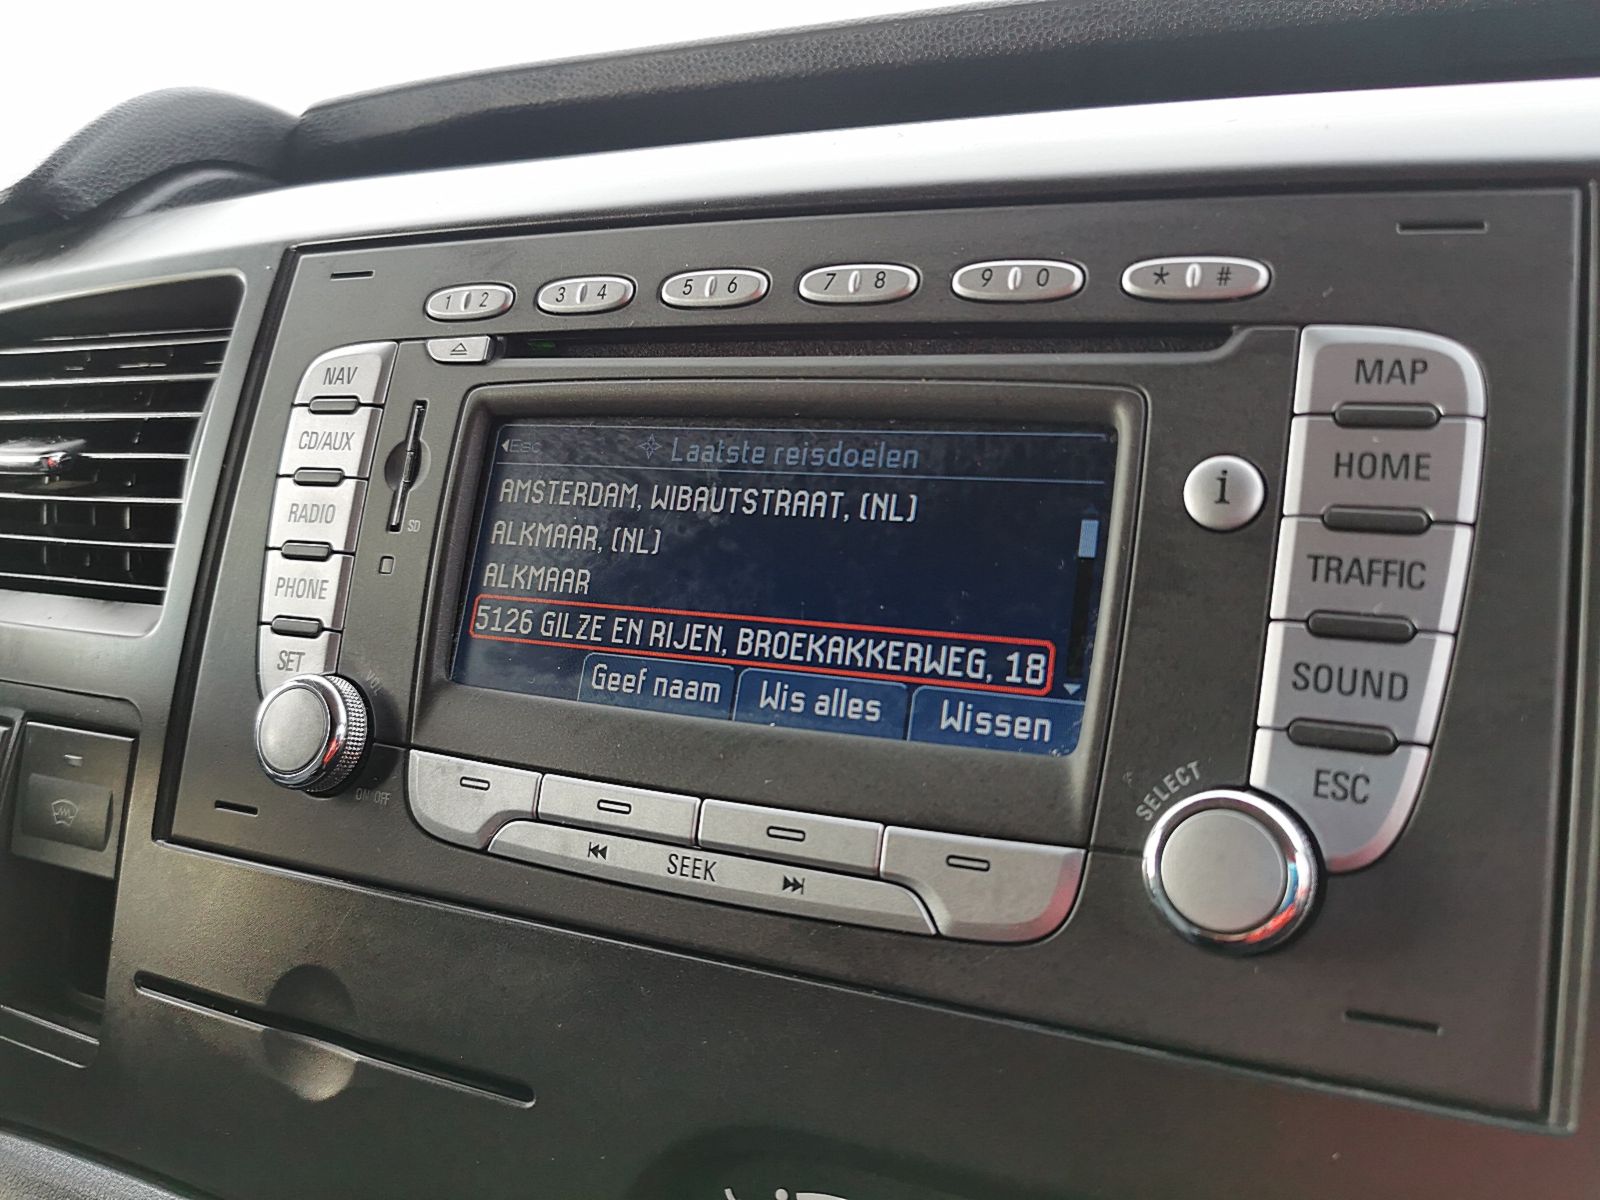 1 2 3 4 5 6 7 8 9 0 * #
NAV
CD/AUX
RADIO
PHONE
SET
VOL
ON OFF
SD
Esc Laatste reisdoelen
AMSTERDAM, WIBAUTSTRAAT, (NL)
ALKMAAR, (NL)
ALKMAAR
5126 GILZE EN RIJEN, BROEKAKKERWEG, 18
Geef naam Wis alles Wissen
SEEK
i
MAP
HOME
TRAFFIC
SOUND
ESC
SELECT